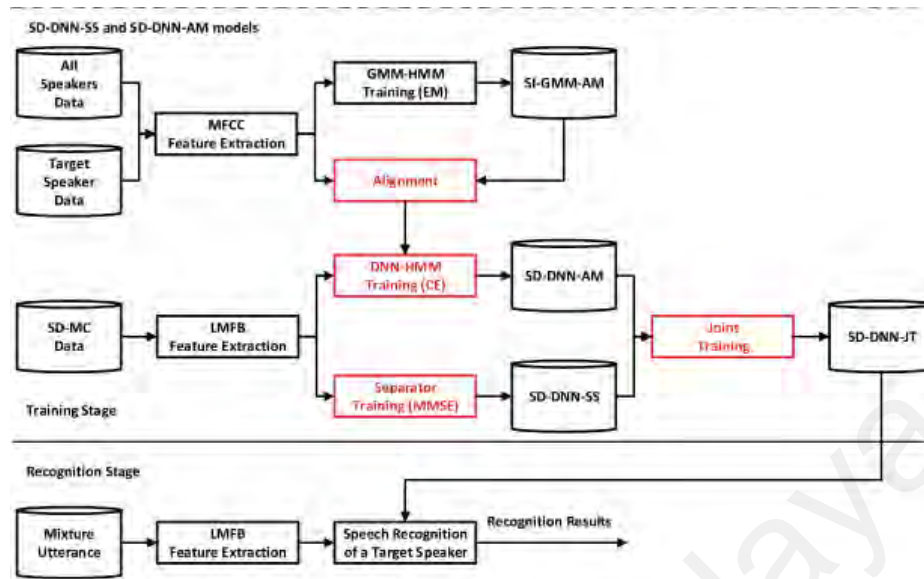 SD-DNN-SS and SD-DNN-AM models
All
Speakers
Data
Target
Speaker
Data
MFCC
Feature Extraction
GMM-HMM
Training (EM)
SI-GMM-AM
Alignment
SD-MC
Data
LMFB
Feature Extraction
DNN-HMM
Training (CE)
SD-DNN-AM
Separator
Training (MMSE)
SD-DNN-SS
Joint
Training
SD-DNN-JT
Training Stage
Recognition Stage
Mixture
Utterance
LMFB
Feature Extraction
Speech Recognition
of a Target Speaker
Recognition Results